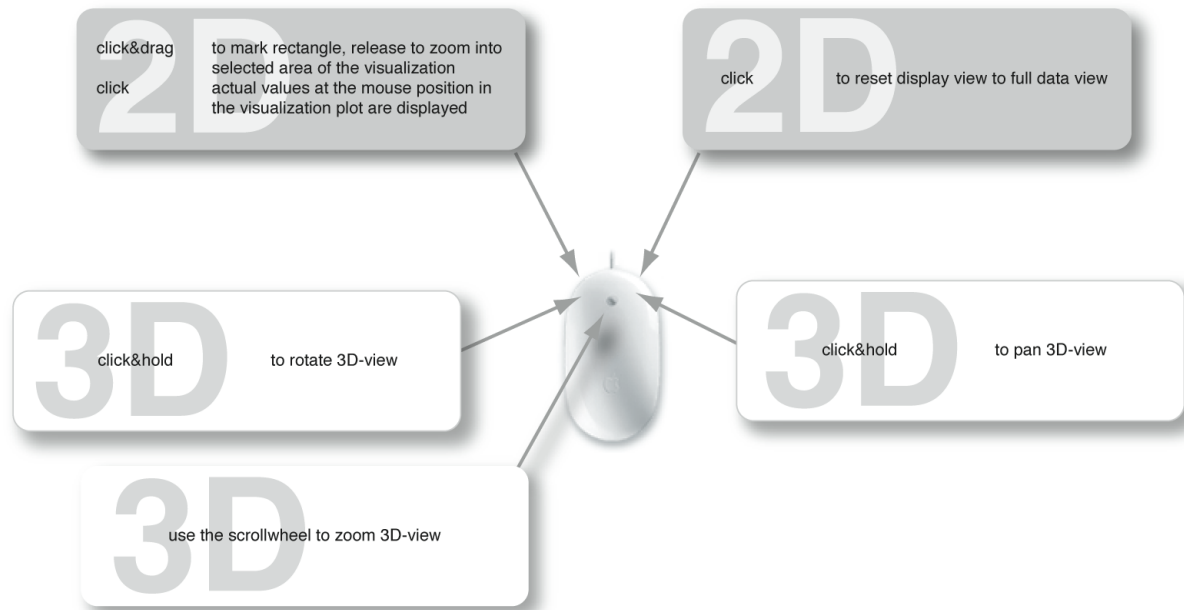 2D
click&drag to mark rectangle, release to zoom into
selected area of the visualization
click actual values at the mouse position in
the visualization plot are displayed
2D
click to reset display view to full data view
3D
click&hold to rotate 3D-view
3D
click&hold to pan 3D-view
3D
use the scrollwheel to zoom 3D-view